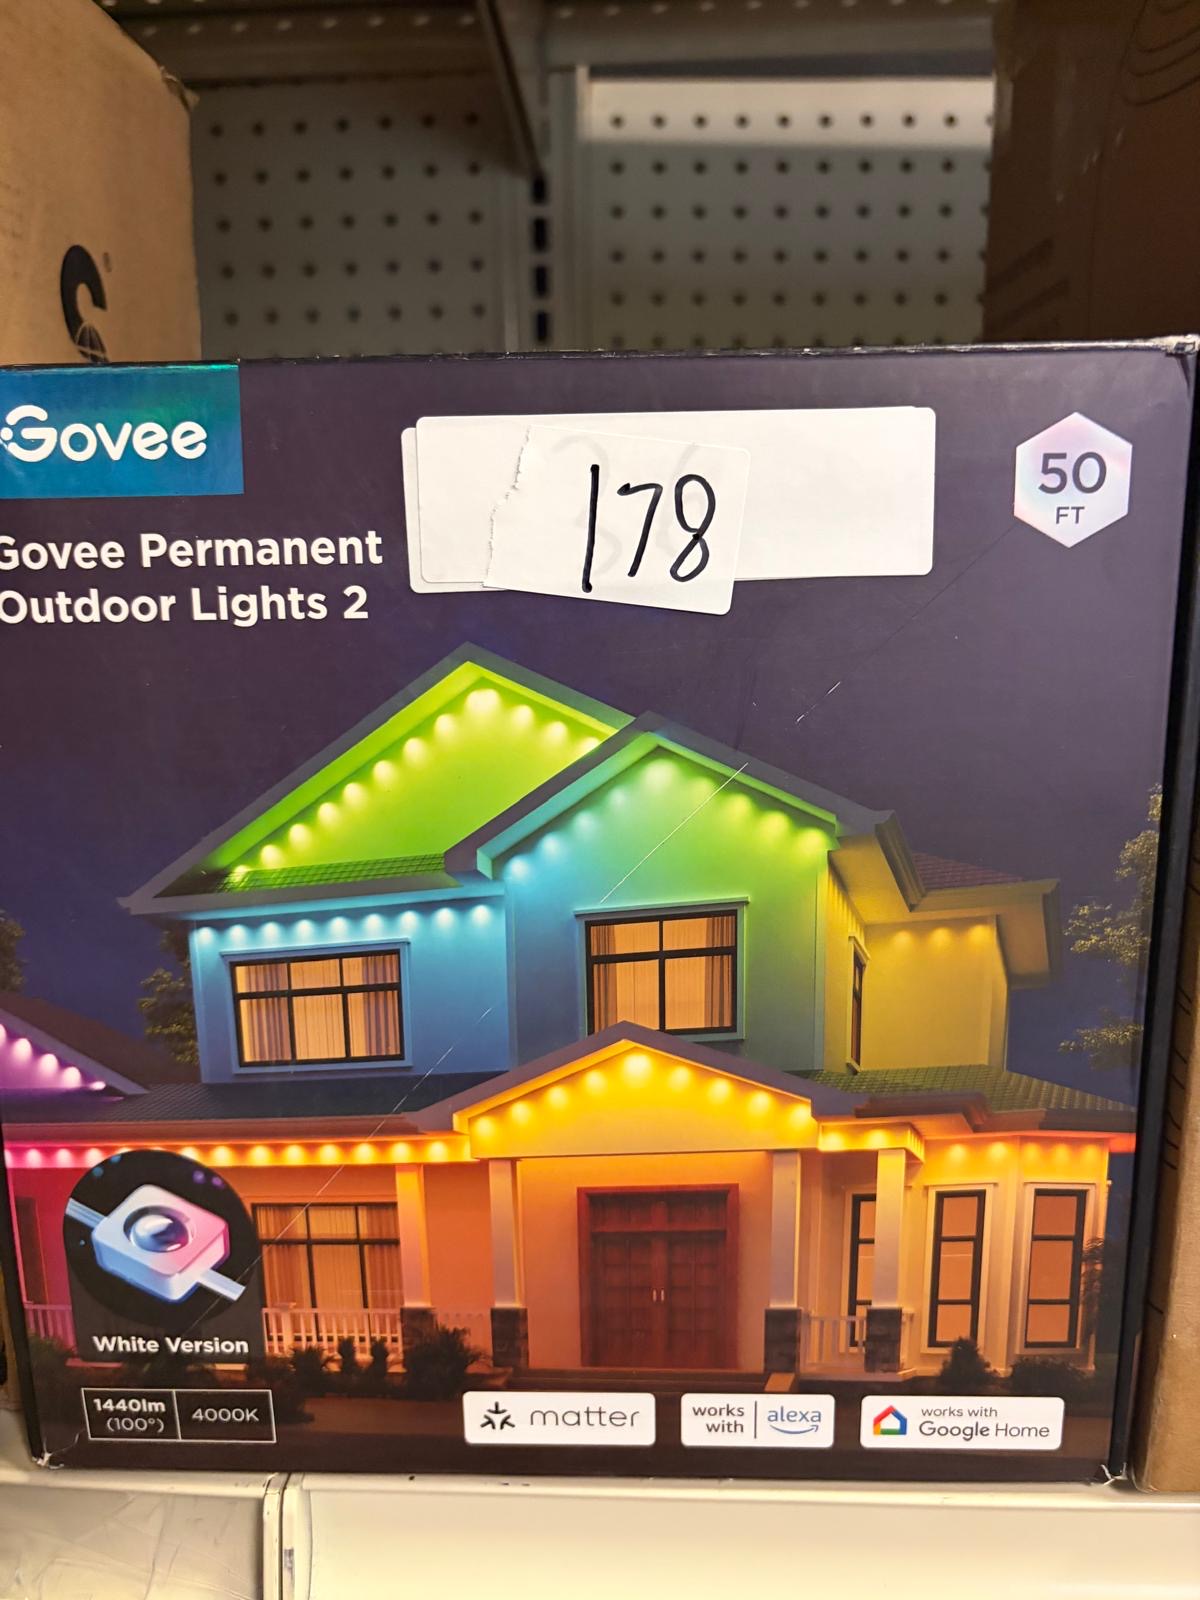 Govee
178
50
FT
Govee Permanent
Outdoor Lights 2
White Version
1440lm
(100°)
4000K
matter
works
with
alexa
works with
Google Home